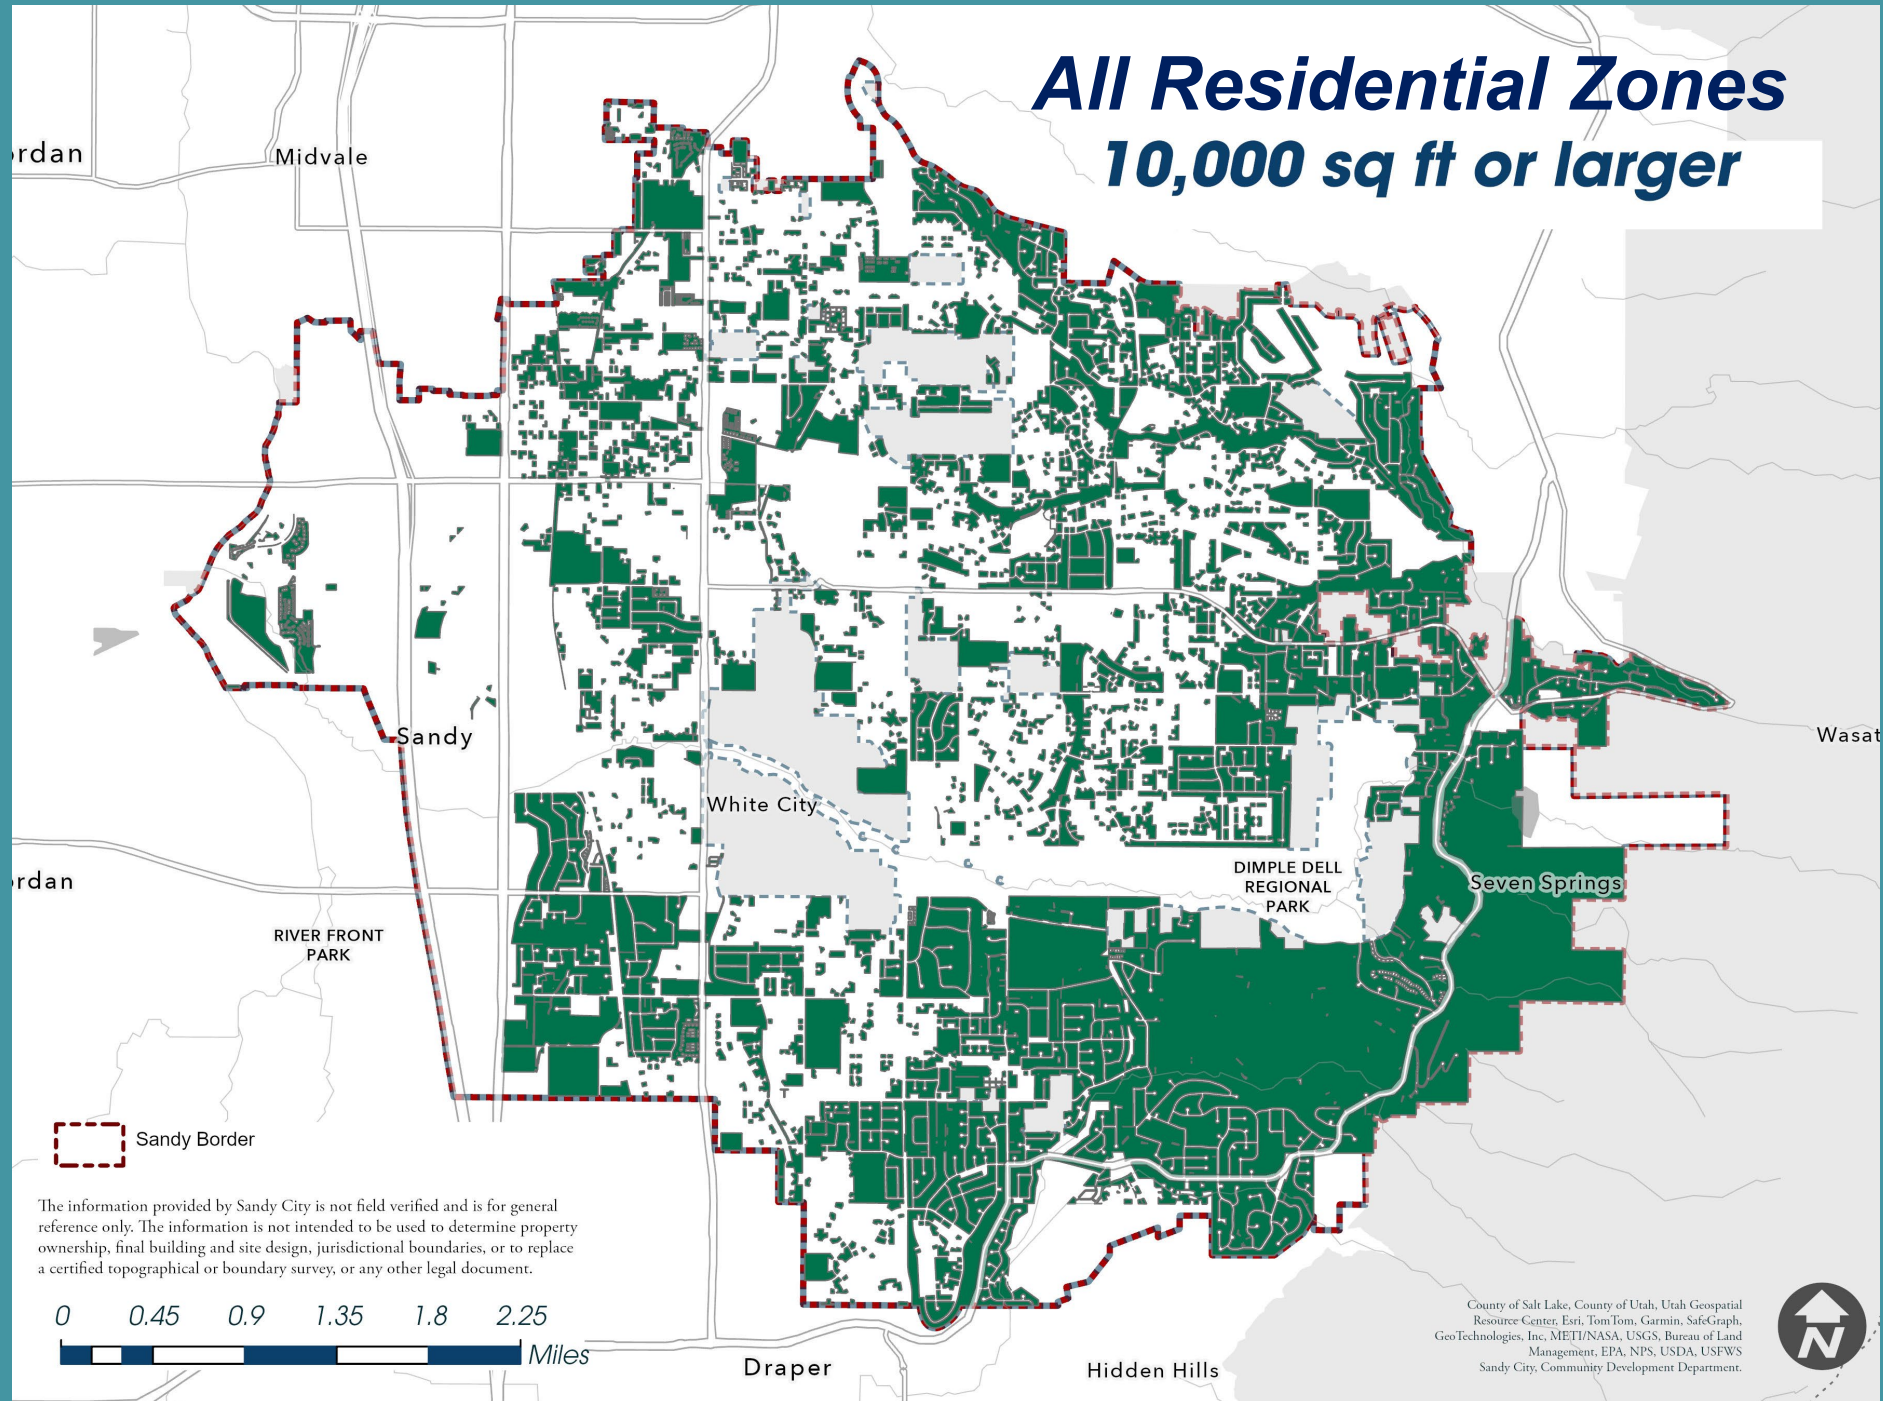 All Residential Zones
10,000 sq ft or larger
ordan
Midvale
Sandy
Wasat
White City
DIMPLE DELL
REGIONAL
PARK
Seven Springs
ordan
RIVER FRONT
PARK
Sandy Border
The information provided by Sandy City is not field verified and is for general
reference only. The information is not intended to be used to determine property
ownership, final building and site design, jurisdictional boundaries, or to replace
a certified topographical or boundary survey, or any other legal document.
0 0.45 0.9 1.35 1.8 2.25
Miles
Draper
Hidden Hills
County of Salt Lake, County of Utah, Utah Geospatial
Resource Center, Esri, TomTom, Garmin, SafeGraph,
GeoTechnologies, Inc, METI/NASA, USGS, Bureau of Land
Management, EPA, NPS, USDA, USFWS
Sandy City, Community Development Department.
N